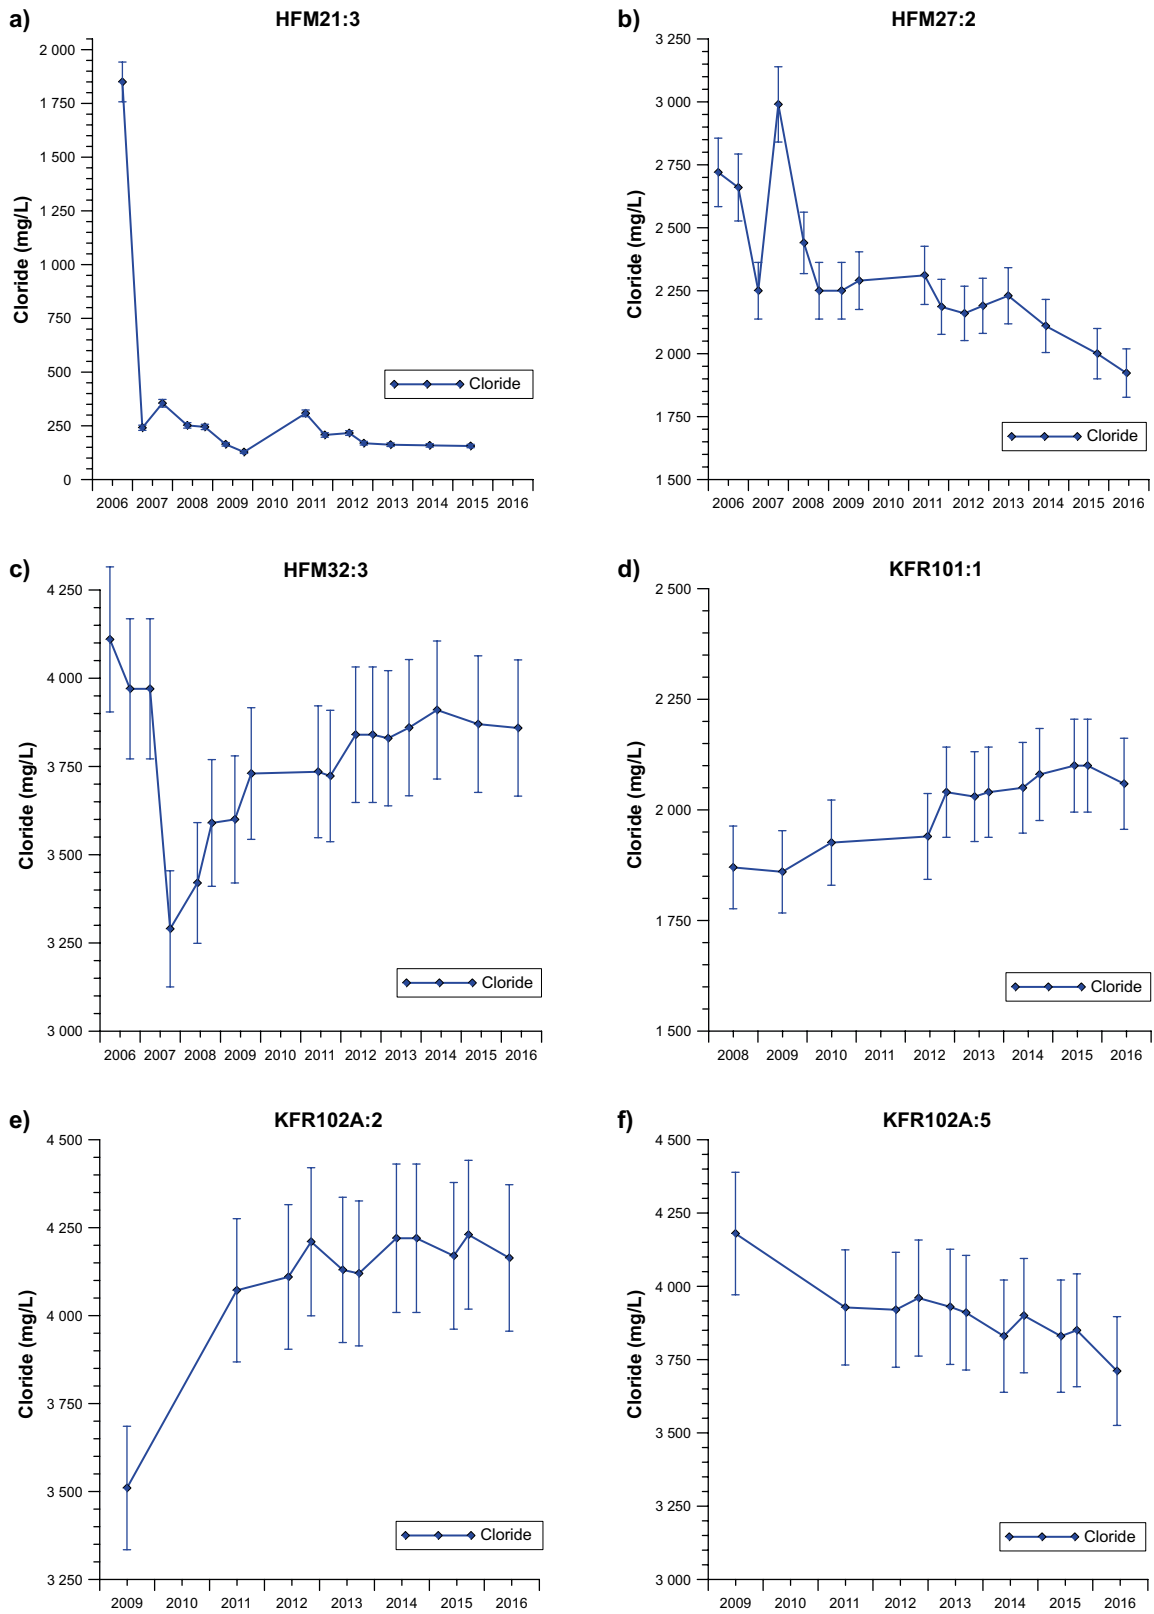 a) HFM21:3
Cloride (mg/L)
2 000
1 750
1 500
1 250
1 000
750
500
250
0
Cloride
2006 2007 2008 2009 2010 2011 2012 2013 2014 2015 2016
b) HFM27:2
Cloride (mg/L)
3 250
3 000
2 750
2 500
2 250
2 000
1 750
1 500
Cloride
2006 2007 2008 2009 2010 2011 2012 2013 2014 2015 2016
c) HFM32:3
Cloride (mg/L)
4 250
4 000
3 750
3 500
3 250
3 000
Cloride
2006 2007 2008 2009 2010 2011 2012 2013 2014 2015 2016
d) KFR101:1
Cloride (mg/L)
2 500
2 250
2 000
1 750
1 500
Cloride
2008 2009 2010 2011 2012 2013 2014 2015 2016
e) KFR102A:2
Cloride (mg/L)
4 500
4 250
4 000
3 750
3 500
3 250
Cloride
2009 2010 2011 2012 2013 2014 2015 2016
f) KFR102A:5
Cloride (mg/L)
4 500
4 250
4 000
3 750
3 500
3 250
3 000
Cloride
2009 2010 2011 2012 2013 2014 2015 2016